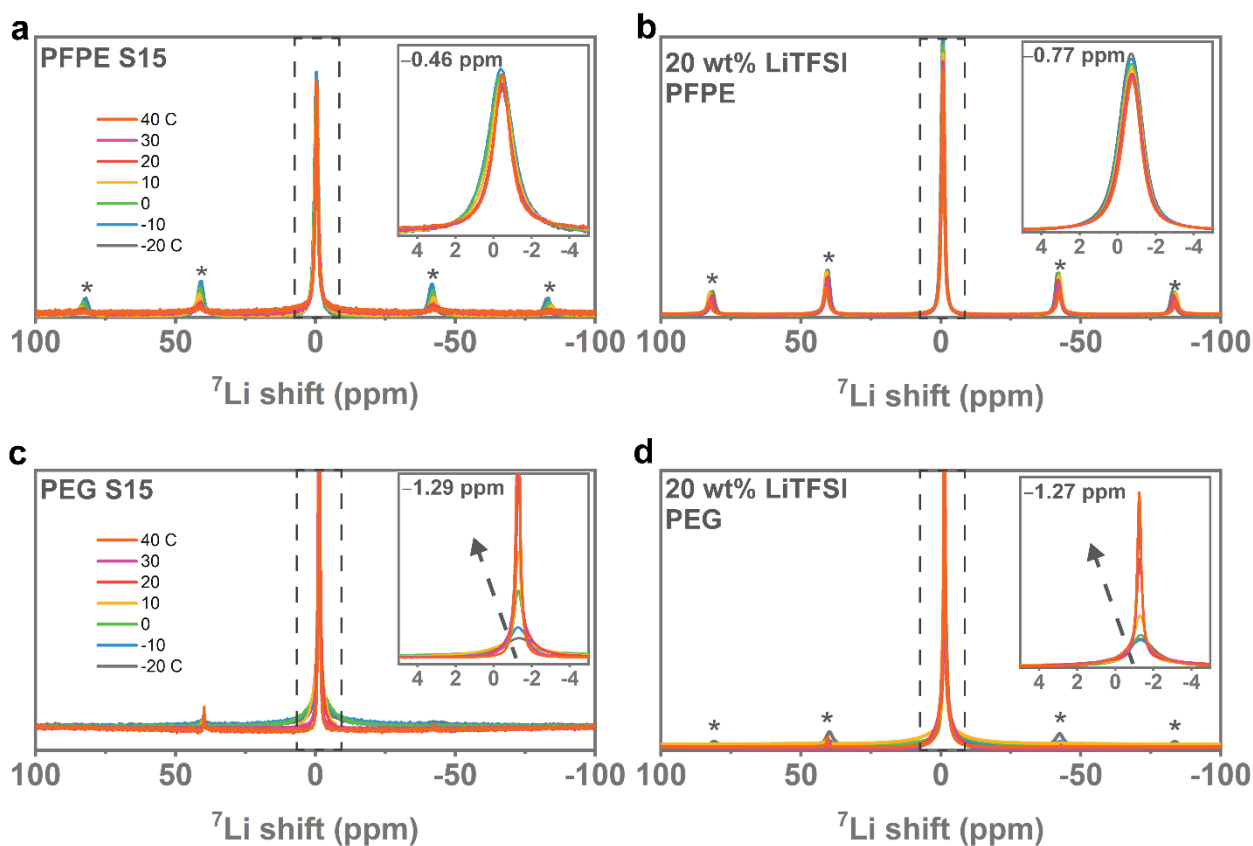 a
PFPE S15
40 C
30
20
10
0
-10
-20 C
*
*
*
*
–0.46 ppm
4 2 0 -2 -4
100 50 0 -50 -100
⁷Li shift (ppm)
b
20 wt% LiTFSI
PFPE
*
*
*
*
–0.77 ppm
4 2 0 -2 -4
100 50 0 -50 -100
⁷Li shift (ppm)
c
PEG S15
40 C
30
20
10
0
-10
-20 C
–1.29 ppm
4 2 0 -2 -4
100 50 0 -50 -100
⁷Li shift (ppm)
d
20 wt% LiTFSI
PEG
*
*
*
*
–1.27 ppm
4 2 0 -2 -4
100 50 0 -50 -100
⁷Li shift (ppm)